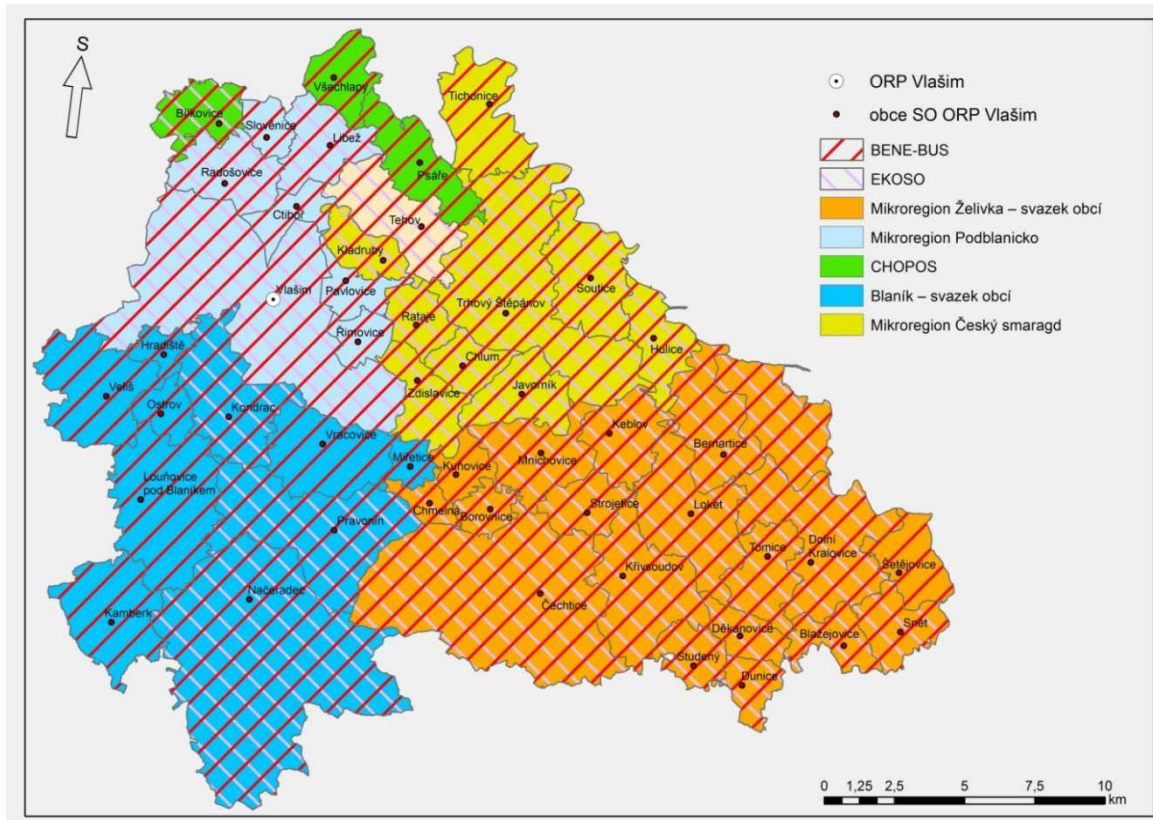 S
ORP Vlašim
obce SO ORP Vlašim
BENE-BUS
EKOSO
Mikroregion Želivka – svazek obcí
Mikroregion Podblanicko
CHOPOS
Blaník – svazek obcí
Mikroregion Český smaragd
Všechlapy
Tichonice
Bílkovice
Slověnice
Libež
Psáře
Radošovice
Ctiboř
Tehov
Kladruby
Pavlovice
Vlašim
Soutice
Trhový Štěpánov
Rataje
Římovice
Hulice
Hradiště
Chlum
Zdislavice
Javorník
Veliš
Ostrov
Kondrac
Vracovice
Keblov
Bernartice
Miřetice
Kuňovice
Mnichovice
Louňovice
pod Blaníkem
Chmelná
Borovnice
Strojetice
Loket
Pravonín
Tomice
Dolní
Kralovice
Šetějovice
Křivsoudov
Načeradec
Čechtice
Kamberk
Děkanovice
Blažejovice
Snět
Studený
Dunice
0 1,25 2,5 5 7,5 10
km